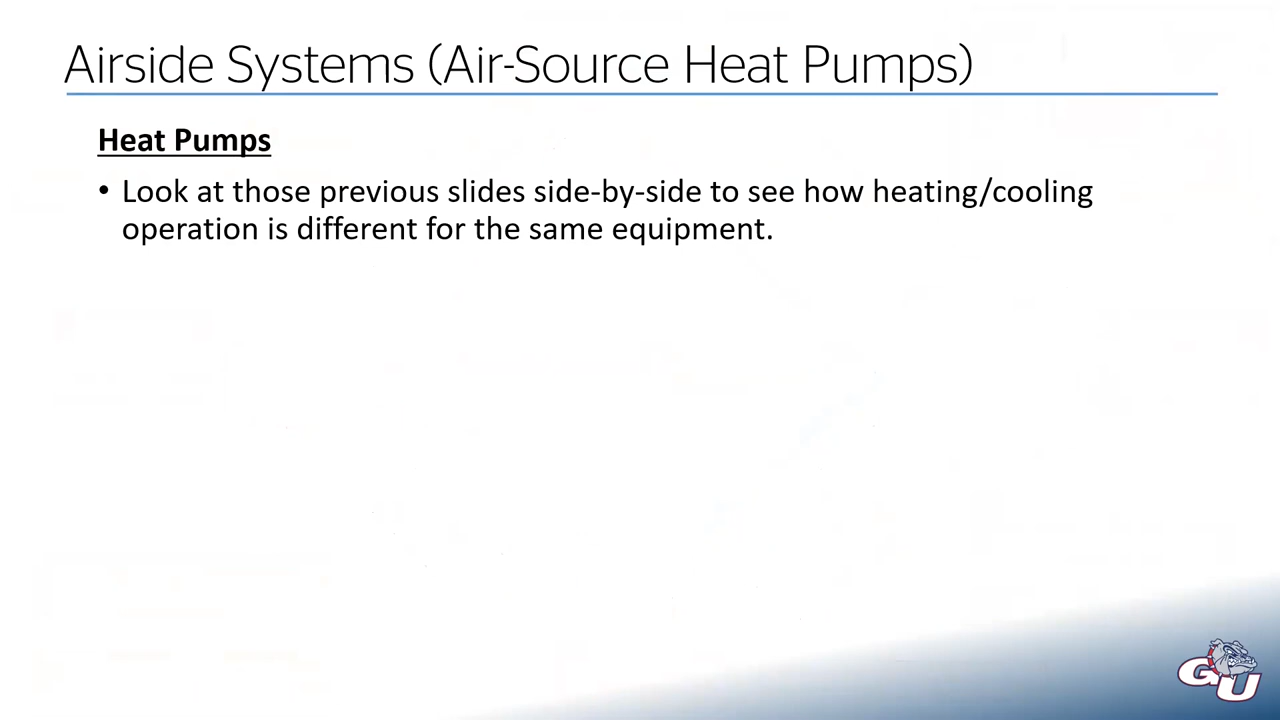 Airside Systems (Air-Source Heat Pumps)
Heat Pumps
• Look at those previous slides side-by-side to see how heating/cooling
operation is different for the same equipment.
GU